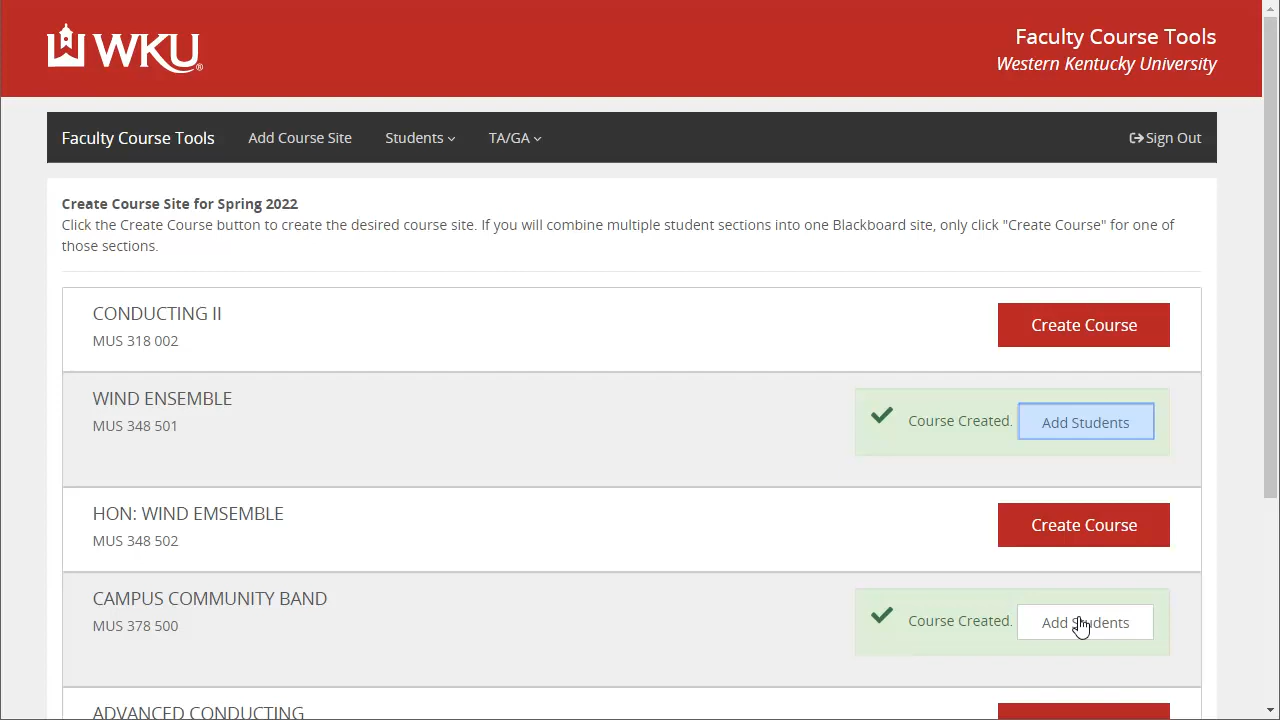 WKU®
Faculty Course Tools
Western Kentucky University
Faculty Course Tools Add Course Site Students TA/GA Sign Out
Create Course Site for Spring 2022
Click the Create Course button to create the desired course site. If you will combine multiple student sections into one Blackboard site, only click "Create Course" for one of
those sections.
CONDUCTING II
MUS 318 002
Create Course
WIND ENSEMBLE
MUS 348 501
Course Created. Add Students
HON: WIND EMSEMBLE
MUS 348 502
Create Course
CAMPUS COMMUNITY BAND
MUS 378 500
Course Created. Add Students
ADVANCED CONDUCTING